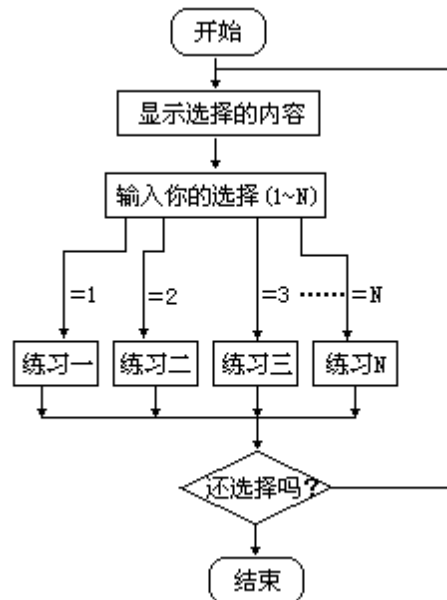 开始
显示选择的内容
输入你的选择(1~N)
=1
=2
=3
……
=N
练习一
练习二
练习三
练习N
还选择吗?
结束